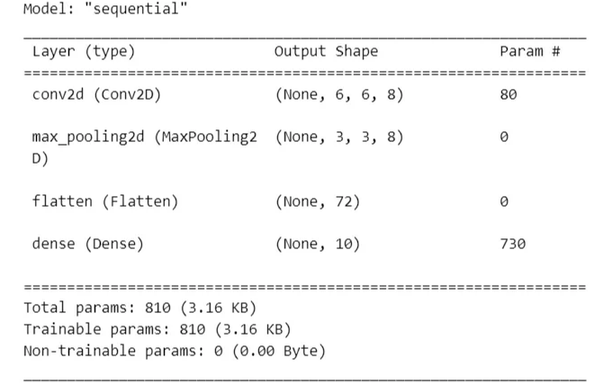 Model: "sequential"
Layer (type) Output Shape Param #
conv2d (Conv2D) (None, 6, 6, 8) 80
max_pooling2d (MaxPooling2 (None, 3, 3, 8) 0
D)
flatten (Flatten) (None, 72) 0
dense (Dense) (None, 10) 730
Total params: 810 (3.16 KB)
Trainable params: 810 (3.16 KB)
Non-trainable params: 0 (0.00 Byte)